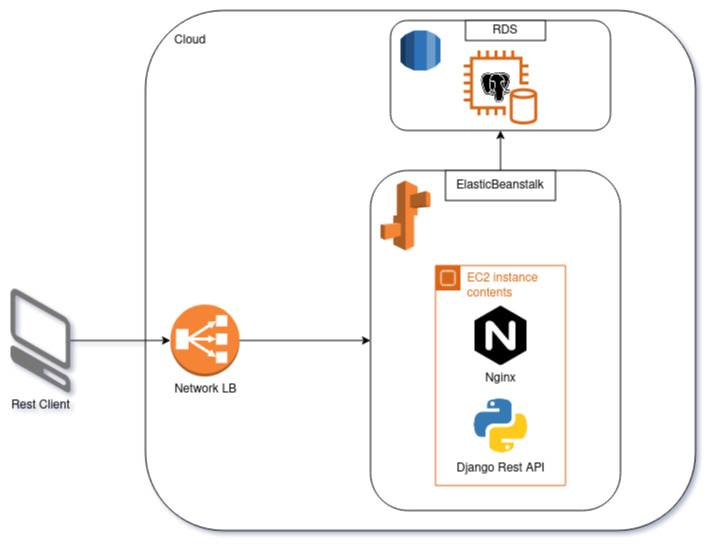 Cloud
RDS
ElasticBeanstalk
EC2 instance
contents
N
Nginx
Network LB
Rest Client
Django Rest API